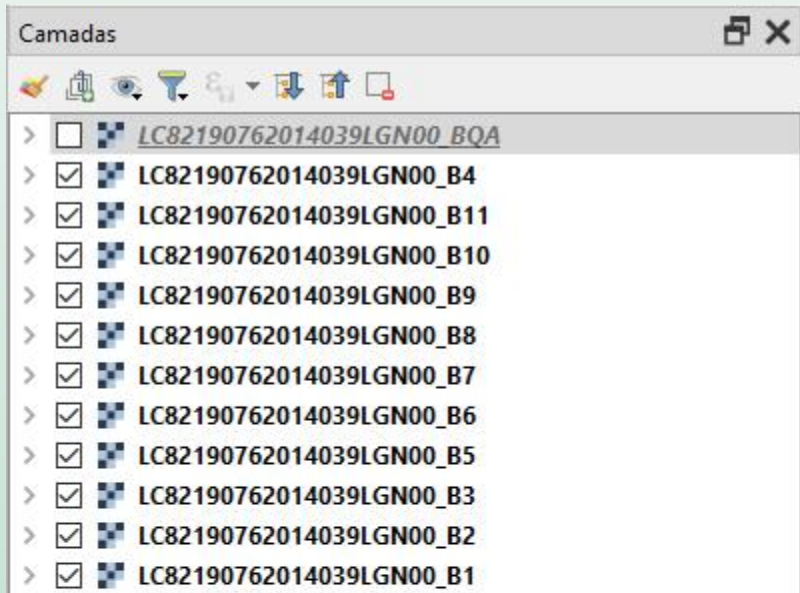 Camadas
LC82190762014039LGN00_BQA
LC82190762014039LGN00_B4
LC82190762014039LGN00_B11
LC82190762014039LGN00_B10
LC82190762014039LGN00_B9
LC82190762014039LGN00_B8
LC82190762014039LGN00_B7
LC82190762014039LGN00_B6
LC82190762014039LGN00_B5
LC82190762014039LGN00_B3
LC82190762014039LGN00_B2
LC82190762014039LGN00_B1